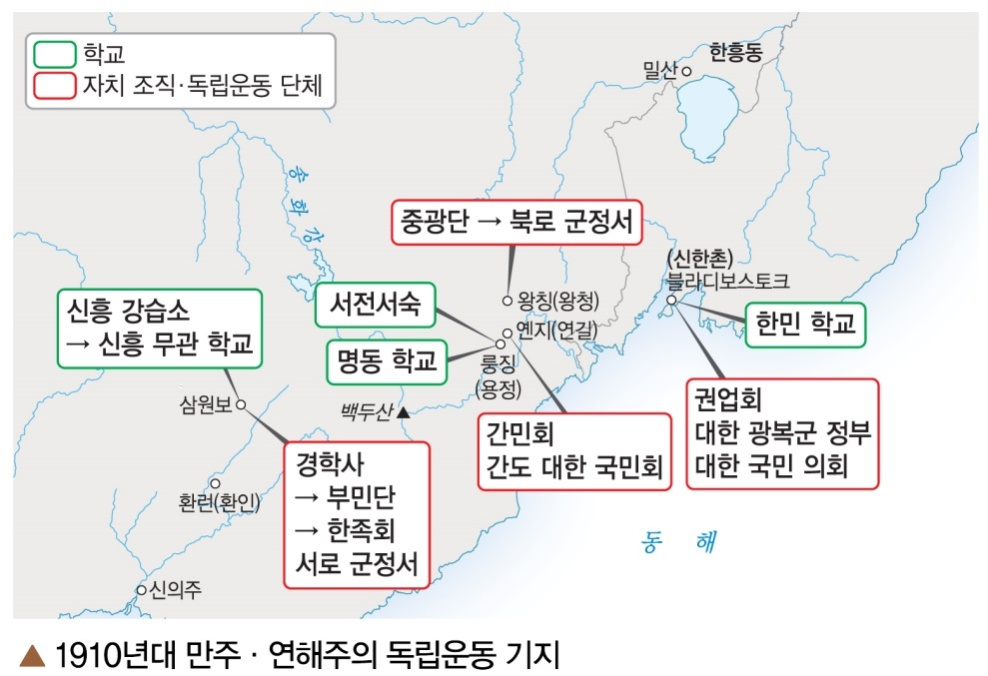 학교
자치 조직·독립운동 단체
밀산
한흥동
송화강
중광단 → 북로 군정서
(신한촌)
블라디보스토크
신흥 강습소
→ 신흥 무관 학교
서전서숙
왕칭(왕청)
옌지(연길)
한민 학교
명동 학교
룽징
(용정)
삼원보
백두산 ▲
권업회
대한 광복군 정부
대한 국민 의회
간민회
간도 대한 국민회
경학사
→ 부민단
→ 한족회
서로 군정서
환런(환인)
동 해
신의주
▲ 1910년대 만주 · 연해주의 독립운동 기지